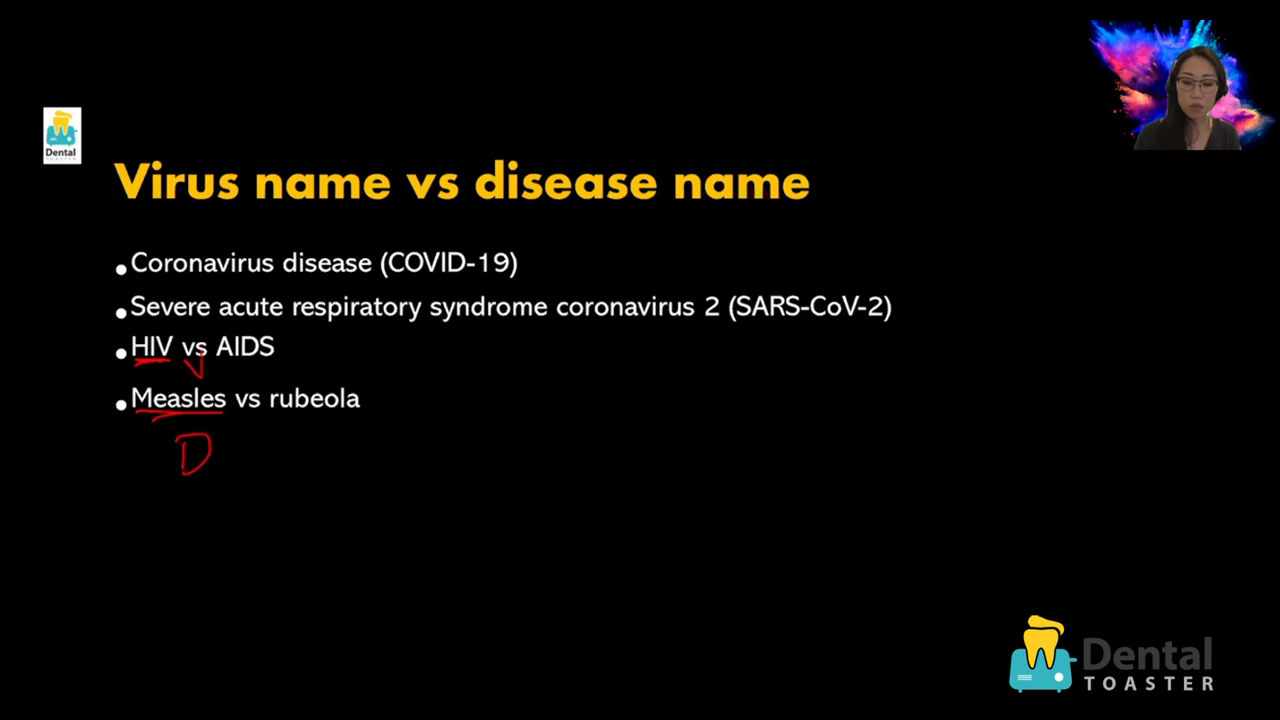 Dental
TOASTER
Virus name vs disease name
•Coronavirus disease (COVID-19)
•Severe acute respiratory syndrome coronavirus 2 (SARS-CoV-2)
•HIV vs AIDS
V
•Measles vs rubeola
D
Dental
TOASTER